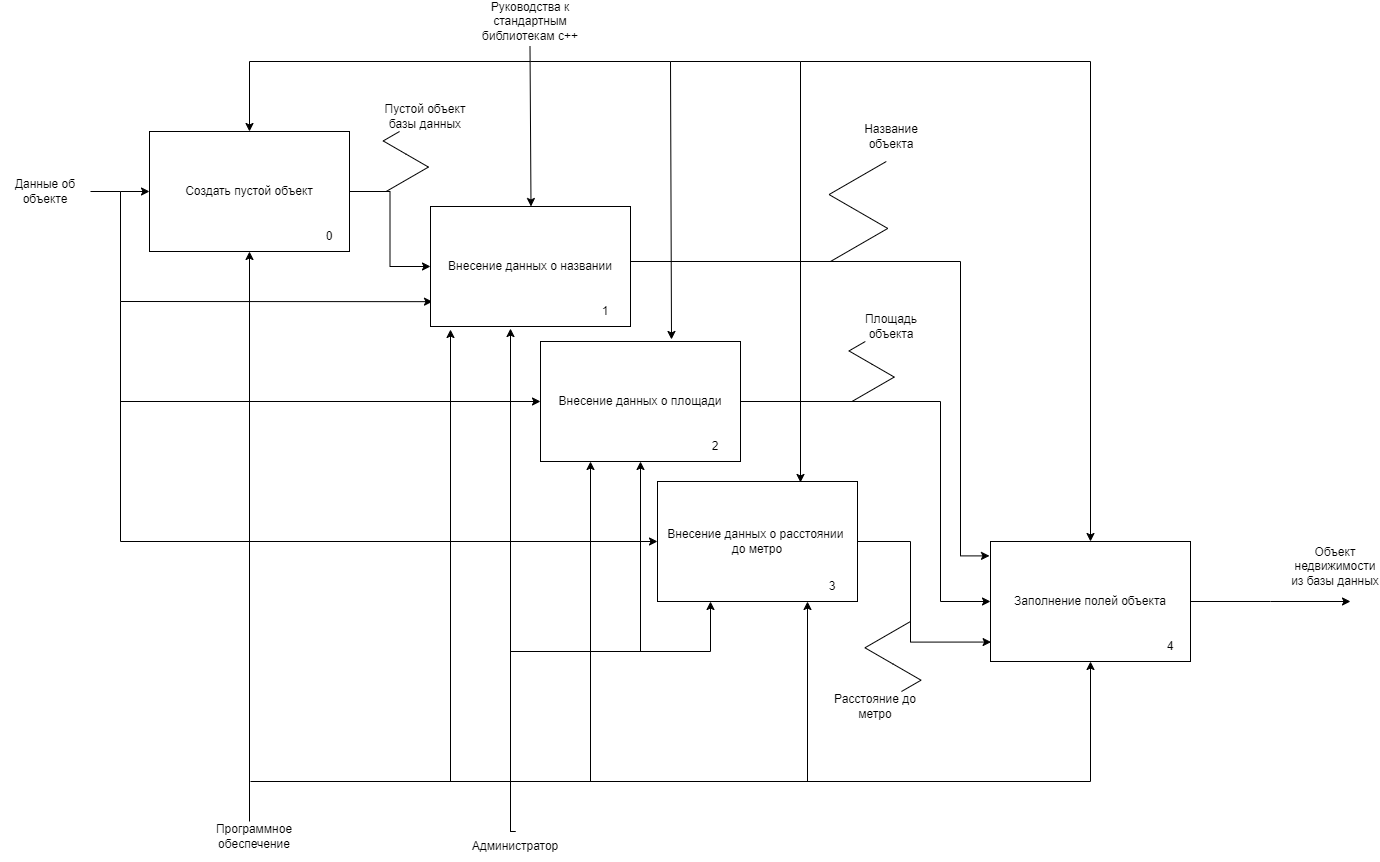 Руководства к
стандартным
библиотекам с++
Пустой объект
базы данных
Название
объекта
Данные об
объекте
Создать пустой объект
0
Внесение данных о названии
1
Площадь
объекта
Внесение данных о площади
2
Внесение данных о расстоянии
до метро
3
Объект
недвижимости
из базы данных
Заполнение полей объекта
4
Расстояние до
метро
Программное
обеспечение
Администратор